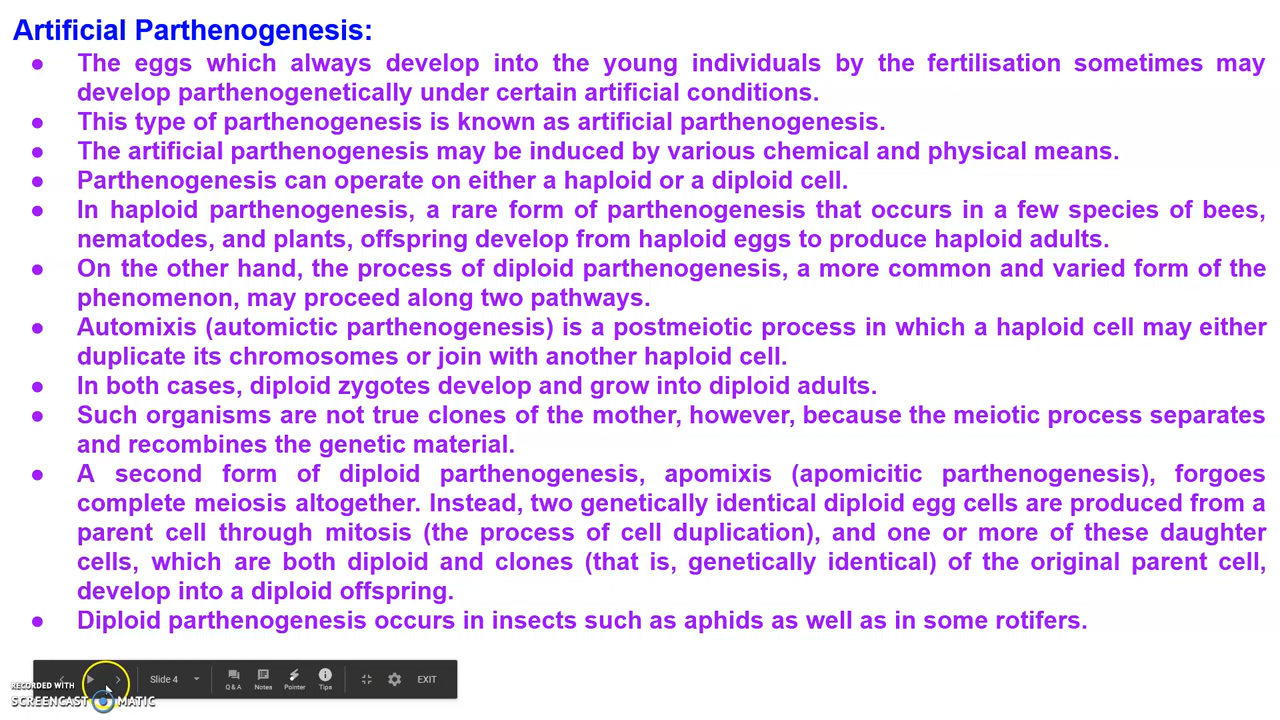 Artificial Parthenogenesis:
● The eggs which always develop into the young individuals by the fertilisation sometimes may
develop parthenogenetically under certain artificial conditions.
● This type of parthenogenesis is known as artificial parthenogenesis.
● The artificial parthenogenesis may be induced by various chemical and physical means.
● Parthenogenesis can operate on either a haploid or a diploid cell.
● In haploid parthenogenesis, a rare form of parthenogenesis that occurs in a few species of bees,
nematodes, and plants, offspring develop from haploid eggs to produce haploid adults.
● On the other hand, the process of diploid parthenogenesis, a more common and varied form of the
phenomenon, may proceed along two pathways.
● Automixis (automictic parthenogenesis) is a postmeiotic process in which a haploid cell may either
duplicate its chromosomes or join with another haploid cell.
● In both cases, diploid zygotes develop and grow into diploid adults.
● Such organisms are not true clones of the mother, however, because the meiotic process separates
and recombines the genetic material.
● A second form of diploid parthenogenesis, apomixis (apomicitic parthenogenesis), forgoes
complete meiosis altogether. Instead, two genetically identical diploid egg cells are produced from a
parent cell through mitosis (the process of cell duplication), and one or more of these daughter
cells, which are both diploid and clones (that is, genetically identical) of the original parent cell,
develop into a diploid offspring.
● Diploid parthenogenesis occurs in insects such as aphids as well as in some rotifers.
Slide 4 Q&A Notes Pointer Tips EXIT
RECORDED WITH
SCREENCAST MATIC